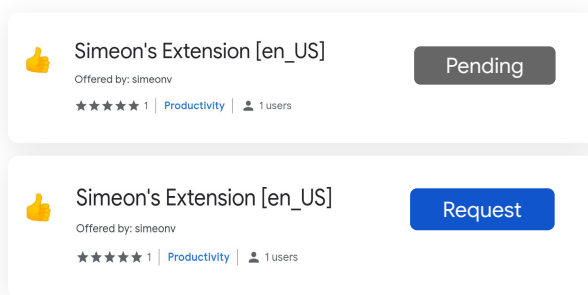 Simeon's Extension [en_US]
Pending
Offered by: simeonv
★★★★★ 1 | Productivity | 1 users
Simeon's Extension [en_US]
Request
Offered by: simeonv
★★★★★ 1 | Productivity | 1 users